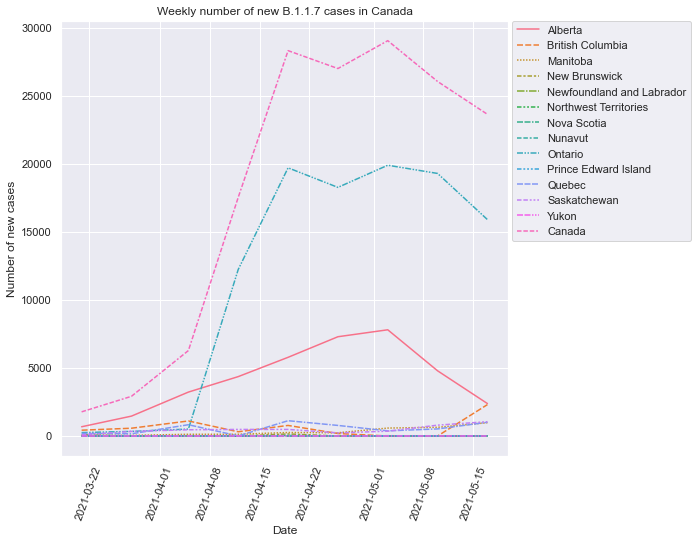 Weekly number of new B.1.1.7 cases in Canada
30000
25000
20000
15000
10000
5000
0
Number of new cases
2021-03-22
2021-04-01
2021-04-08
2021-04-15
2021-04-22
2021-05-01
2021-05-08
2021-05-15
Date
Alberta
British Columbia
Manitoba
New Brunswick
Newfoundland and Labrador
Northwest Territories
Nova Scotia
Nunavut
Ontario
Prince Edward Island
Quebec
Saskatchewan
Yukon
Canada